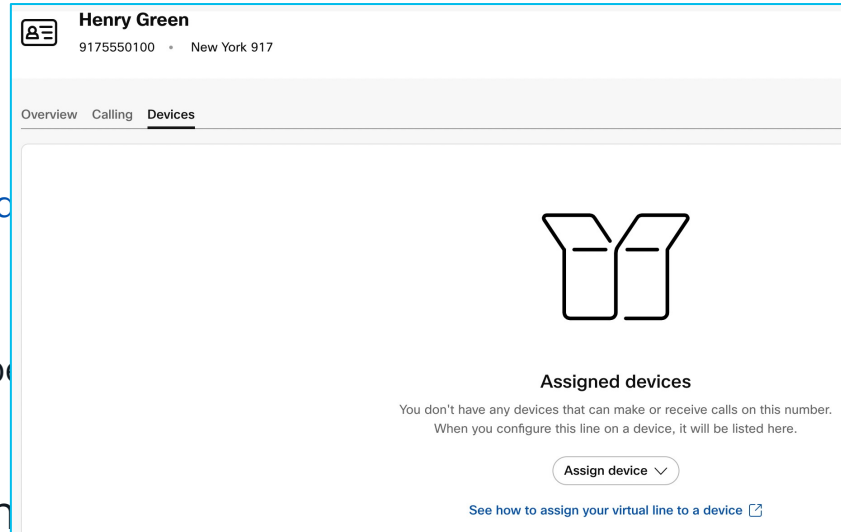 Henry Green
9175550100 • New York 917
Overview Calling Devices
Assigned devices
You don't have any devices that can make or receive calls on this number.
When you configure this line on a device, it will be listed here.
Assign device
See how to assign your virtual line to a device